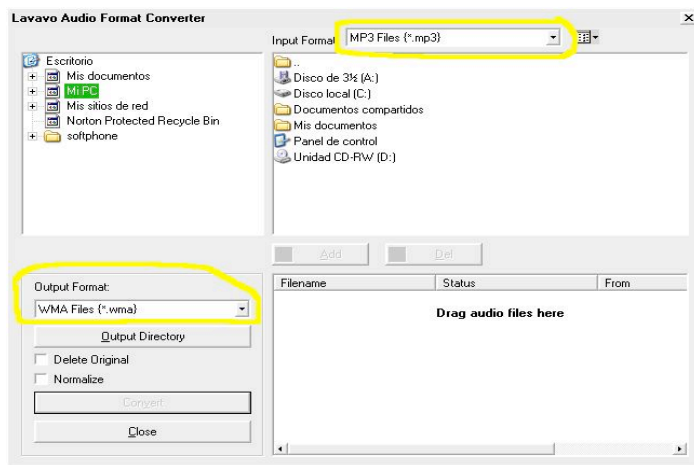 Lavavo Audio Format Converter
Input Format
MP3 Files {*.mp3}
Escritorio
Mis documentos
Mi PC
Mis sitios de red
Norton Protected Recycle Bin
softphone
..
Disco de 3½ (A:)
Disco local (C:)
Documentos compartidos
Mis documentos
Panel de control
Unidad CD-RW (D:)
Add
Del
Output Format:
WMA Files {*.wma}
Output Directory
Delete Original
Normalize
Convert
Close
Filename Status From
Drag audio files here